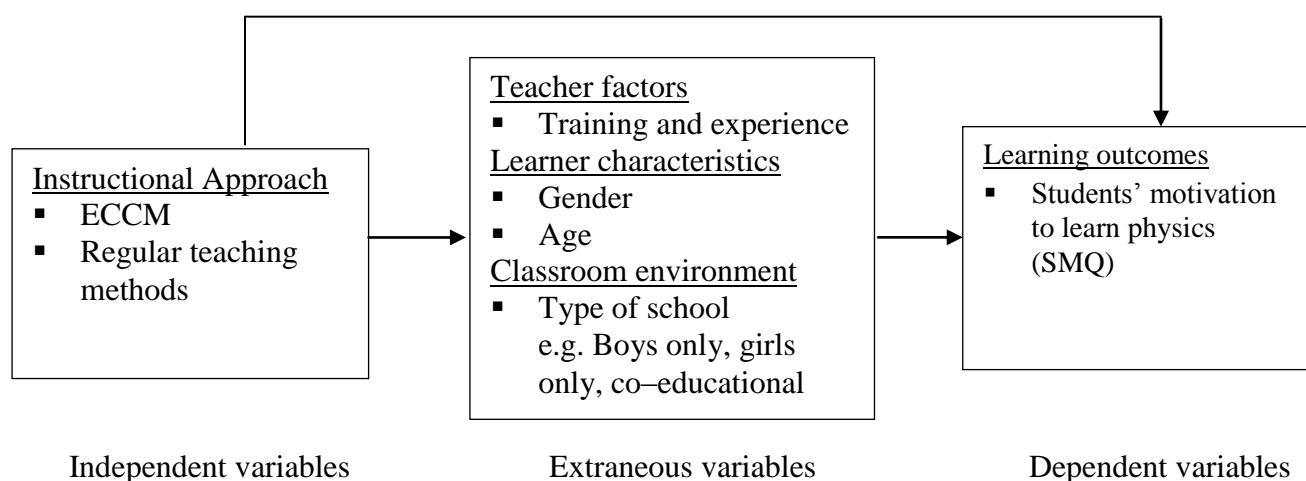 Instructional Approach
▪ ECCM
▪ Regular teaching
methods
Teacher factors
▪ Training and experience
Learner characteristics
▪ Gender
▪ Age
Classroom environment
▪ Type of school
e.g. Boys only, girls
only, co–educational
Learning outcomes
▪ Students’ motivation
to learn physics
(SMQ)
Independent variables
Extraneous variables
Dependent variables